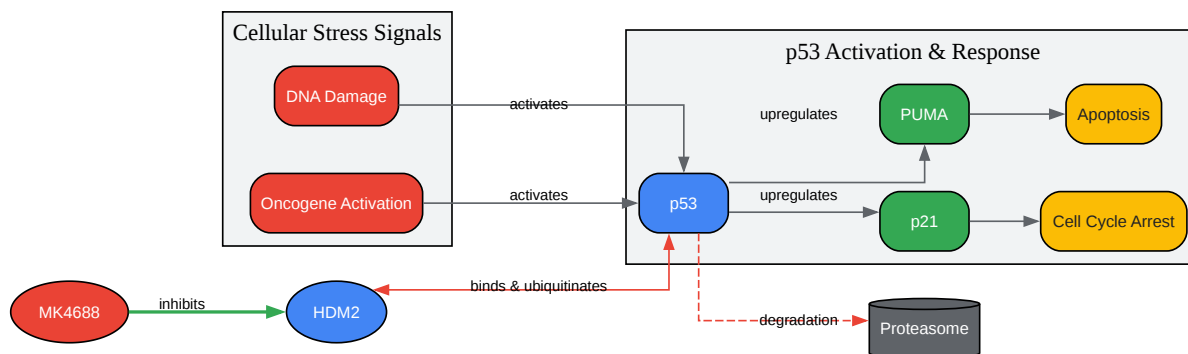 Cellular Stress Signals
p53 Activation & Response
DNA Damage
activates
upregulates
PUMA
Apoptosis
Oncogene Activation
activates
p53
upregulates
p21
Cell Cycle Arrest
MK4688
inhibits
HDM2
binds & ubiquitinates
degradation
Proteasome